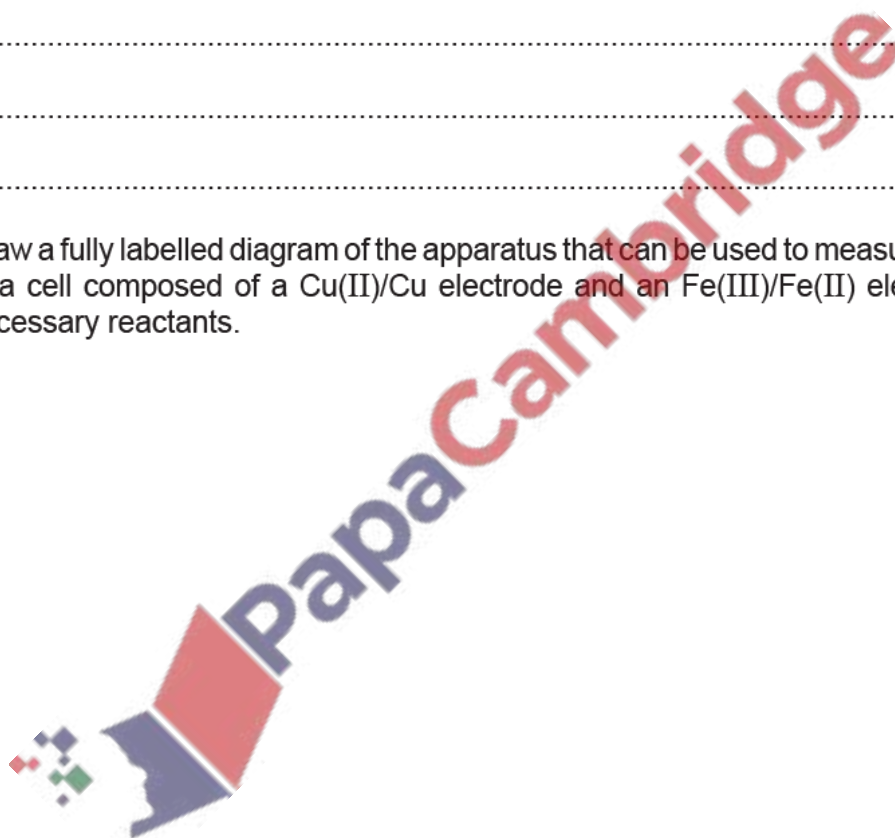 aw a fully labelled diagram of the apparatus that can be used to measu
a cell composed of a Cu(II)/Cu electrode and an Fe(III)/Fe(II) ele
cessary reactants.
PapaCambridge